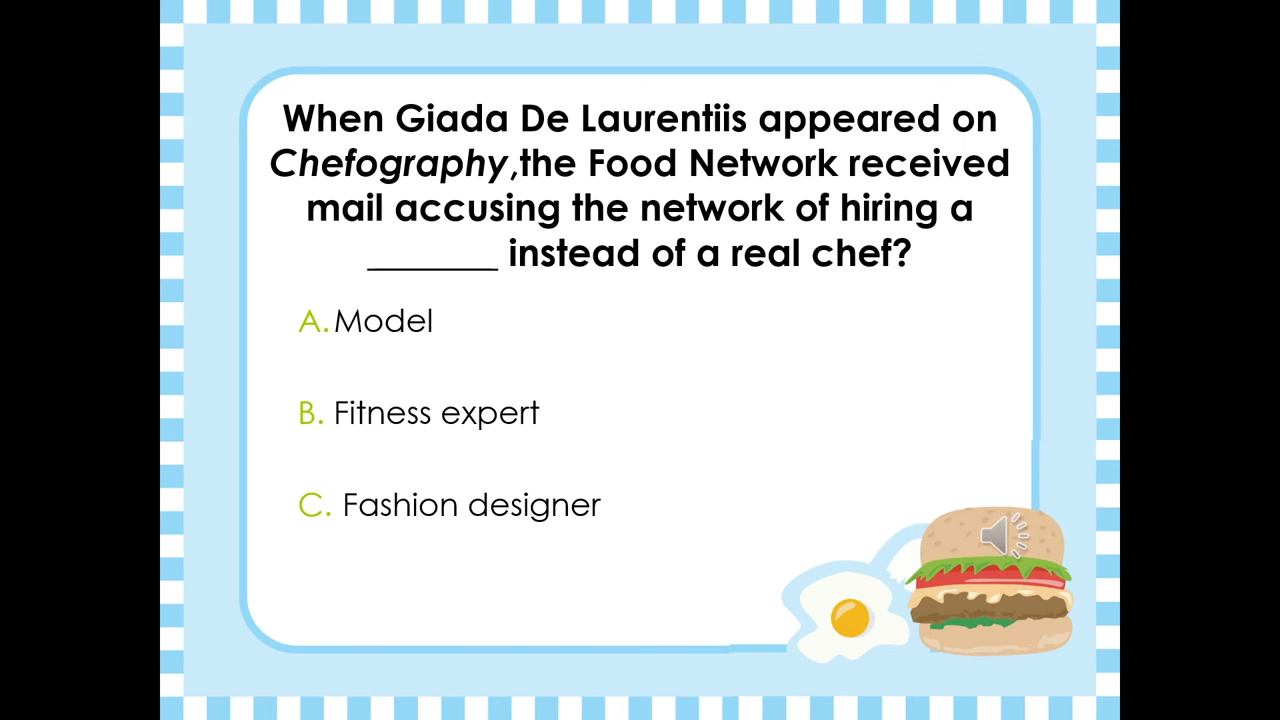 When Giada De Laurentiis appeared on
Chefography,the Food Network received
mail accusing the network of hiring a
_______ instead of a real chef?
A. Model
B. Fitness expert
C. Fashion designer